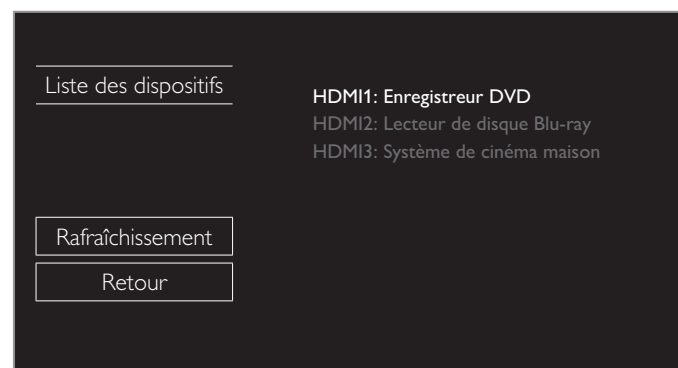 Liste des dispositifs
HDMI1: Enregistreur DVD
HDMI2: Lecteur de disque Blu-ray
HDMI3: Système de cinéma maison
Rafraîchissement
Retour